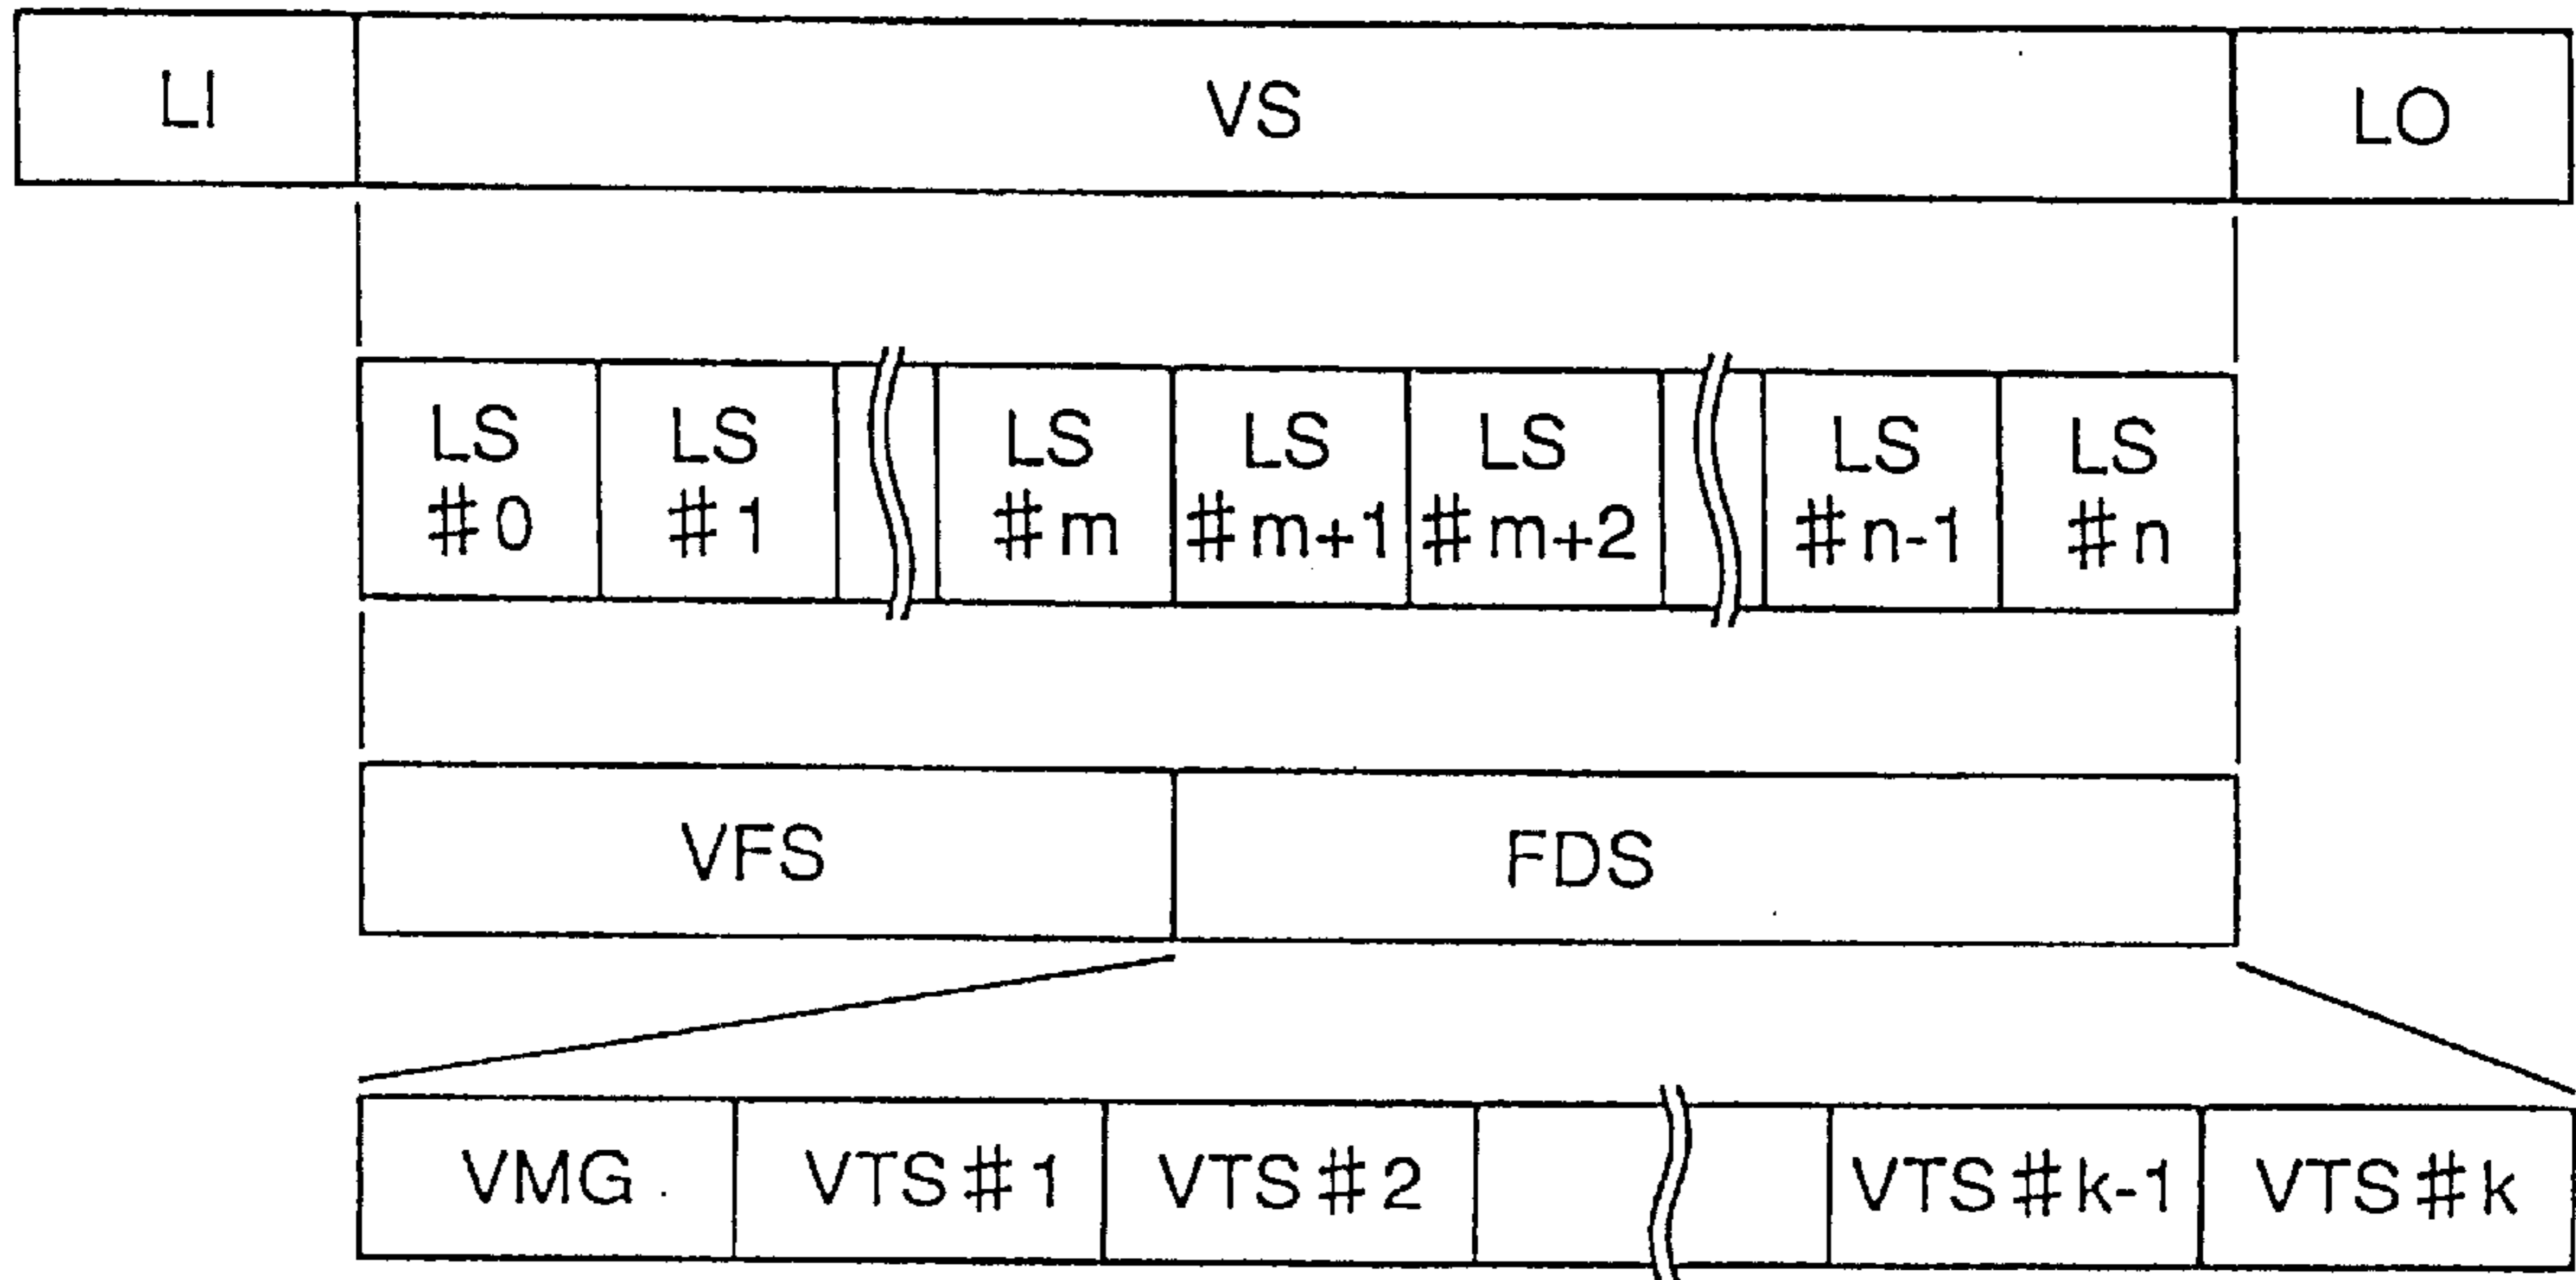 LI VS LO
LS LS LS LS LS LS LS
#0 #1 #m #m+1 #m+2 #n-1 #n
VFS FDS
VMG VTS#1 VTS#2 VTS#k-1 VTS#k